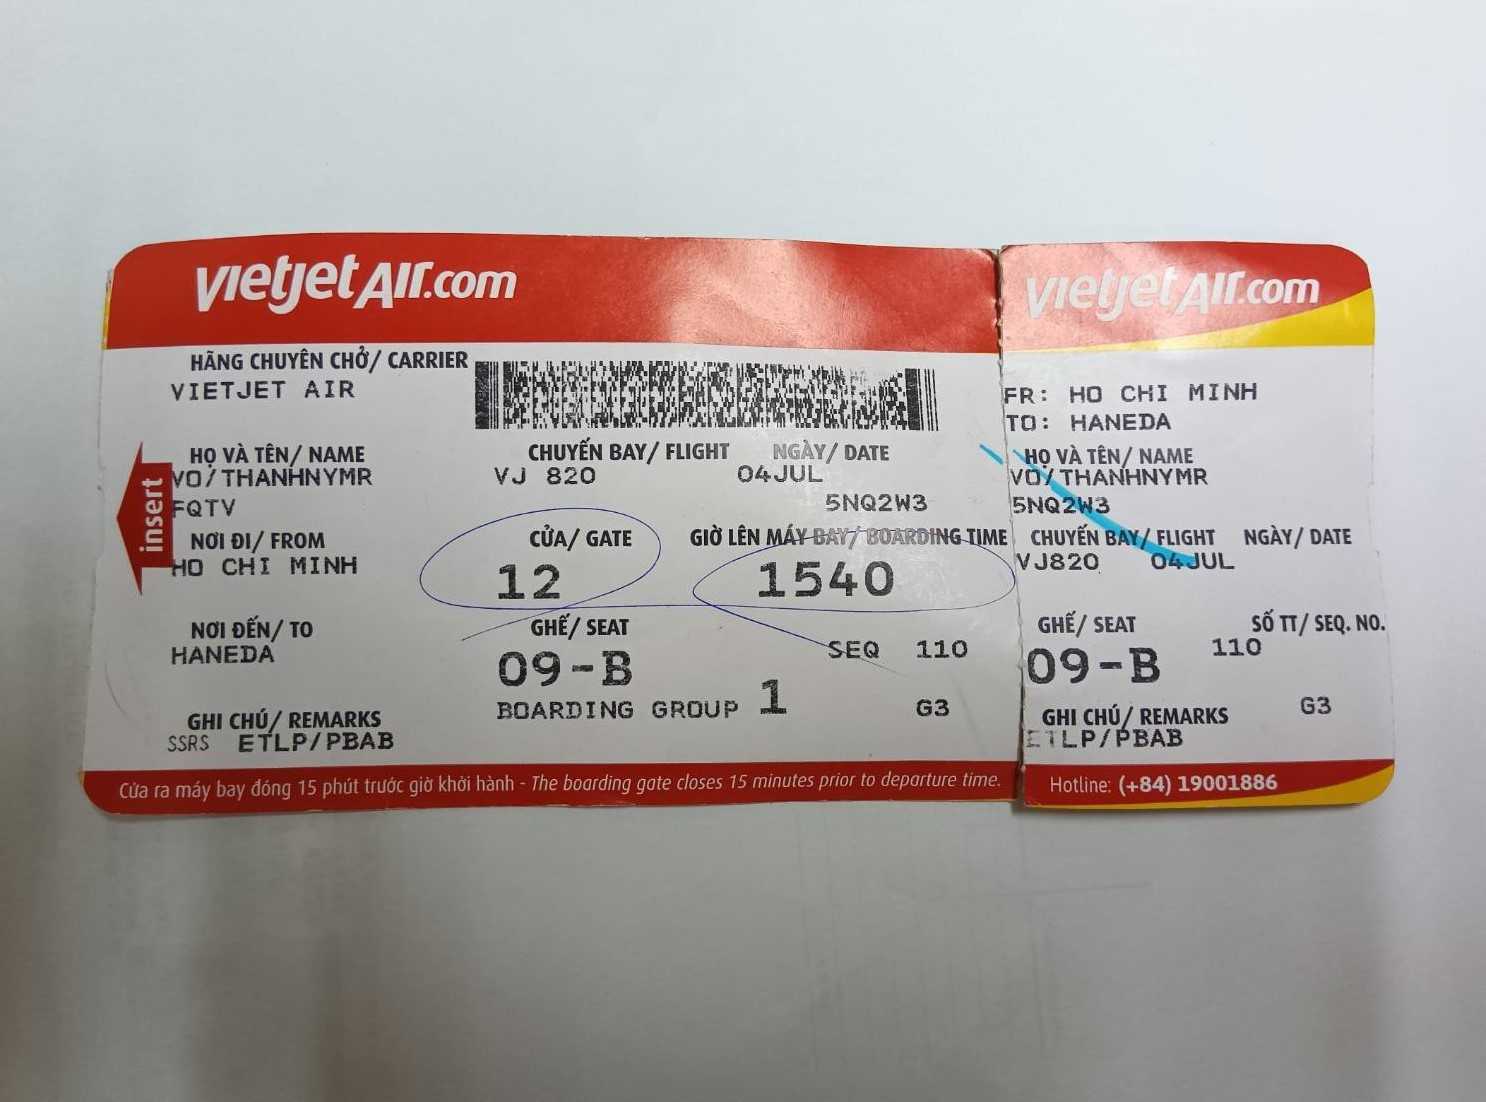 vietjet Air.com
HÃNG CHUYÊN CHỞ/ CARRIER
VIETJET AIR
HỌ VÀ TÊN/ NAME
VO/THANHNYMR
FQTV
CHUYẾN BAY/ FLIGHT NGÀY/ DATE
VJ 820 04JUL
5NQ2W3
insert
NƠI ĐI/ FROM
HO CHI MINH
CỬA/ GATE
12
GIỜ LÊN MÁY BAY/ BOARDING TIME
1540
NƠI ĐẾN/ TO
HANEDA
GHẾ/ SEAT
09-B
SEQ 110
BOARDING GROUP 1 G3
GHI CHÚ/ REMARKS
SSRS ETLP/PBAB
Cửa ra máy bay đóng 15 phút trước giờ khởi hành - The boarding gate closes 15 minutes prior to departure time.
vietjet Air.com
FR: HO CHI MINH
TO: HANEDA
HỌ VÀ TÊN/ NAME
VO/THANHNYMR
5NQ2W3
CHUYẾN BAY/ FLIGHT NGÀY/ DATE
VJ820 04JUL
GHẾ/ SEAT SỐ TT/ SEQ. NO.
09-B 110
GHI CHÚ/ REMARKS G3
ETLP/PBAB
Hotline: (+84) 19001886